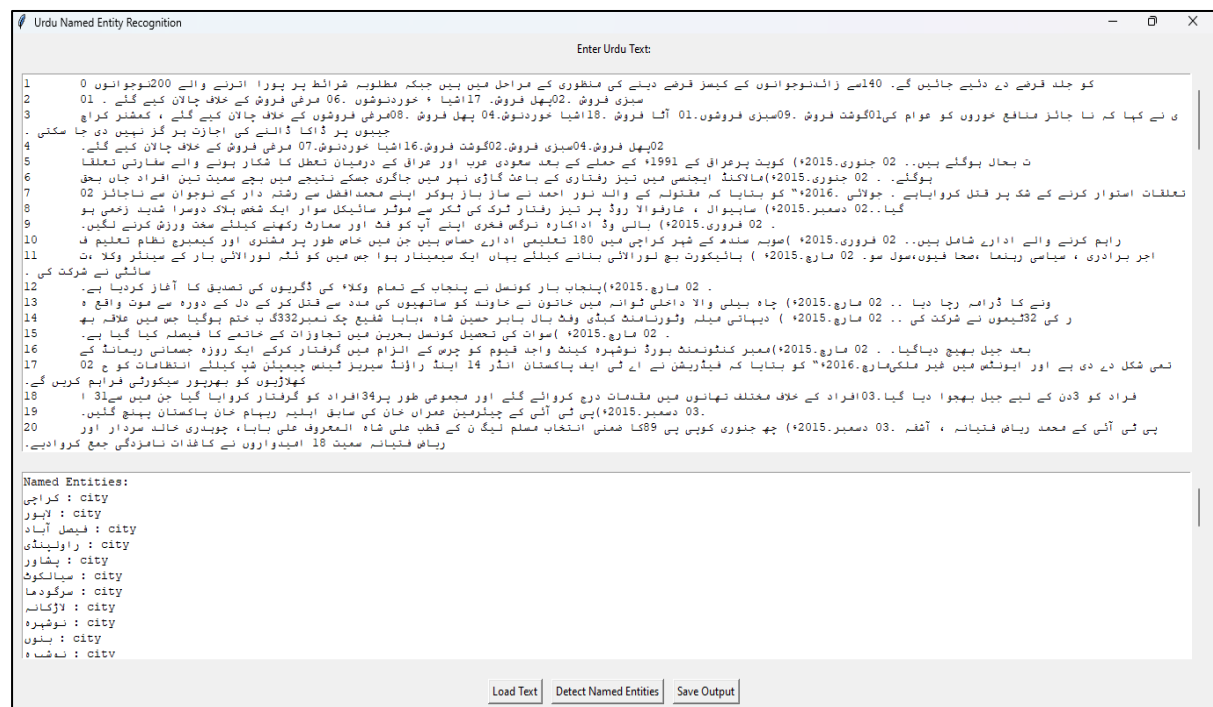 Urdu Named Entity Recognition
Enter Urdu Text:
1 کو جلد قرضے دے دئیے جائیں گے۔ 140سے زائدنوجوانوں کے کیسز قرضے دینے کی منظوری کے مراحل میں ہیں جبکہ مطلوبہ شرائط پر پورا اترنے والے 200نوجوانوں 0
2 سبزی فروش .02پھل فروش۔ 17اشیا ء خوردنوشوں .06 مرغی فروش کے خلاف چالان کیے گئے . 01
3 ی نے کہا کہ نا جائز منافع خوروں کو عوام کی01گوشت فروش .09سبزی فروشوں.01 آٹا فروش .18اشیا خوردنوش.04 پھل فروش .08مرغی فروشوں کے خلاف چالان کیے گئے ، کمشنر کراچ
جیبوں پر ڈاکا ڈالنے کی اجازت ہر گز نہیں دی جا سکتی .
4 02پھل فروش.04سبزی فروش.02گوشت فروش.16اشیا خوردنوش.07 مرغی فروش کے خلاف چالان کیے گئے۔
5 ت بحال ہوگئے ہیں.. 02 جنوری.2015ء) کویت پرعراق کے 1991ء کے حملے کے بعد سعودی عرب اور عراق کے درمیان تعطل کا شکار ہونے والے سفارتی تعلقا
6 ہوگئے. . 02 جنوری.2015ء)مالاکنڈ ایجنسی میں تیز رفتاری کے باعث گاڑی نہر میں جاگری جسکے نتیجے میں بچے سمیت تین افراد جاں بحق
7 تعلقات استوار کرنے کے شک پر قتل کروایاہے . جولائی .2016ء“ کو بتایا کہ مقتولہ کے والد نور احمد نے ساز باز ہوکر اپنے محمدافضل سے رشتہ دار کے نوجوان سے ناجائز 02
8 گیا..02 دسمبر.2015ء) ساہیوال ، عارفوالا روڈ پر تیز رفتار ٹرک کی ٹکر سے موٹر سائیکل سوار ایک شخص ہلاک دوسرا شدید زخمی ہو
9 . 02 فروری.2015ء) بالی وڈ اداکارہ نرگس فخری اپنے آپ کو فٹ اور سمارٹ رکھنے کیلئے سخت ورزش کرنے لگیں.
10 راہم کرنے والے ادارے شامل ہیں.. 02 فروری.2015ء )صوبہ سندھ کے شہر کراچی میں 180 تعلیمی ادارے حساس ہیں جن میں خاص طور پر مشنری اور کیمبرج نظام تعلیم ف
11 اجر برادری ، سیاسی رہنما ،صحا فیوں،سول سو. 02 مارچ.2015ء ) ہائیکورٹ بچ لورالائی بنانے کیلئے یہاں ایک سیمینار ہوا جس میں کو ئٹہ لورالائی بار کے سینئر وکلا ،ت
سائٹی نے شرکت کی .
12 . 02 مارچ.2015ء)پنجاب بار کونسل نے پنجاب کے تمام وکلاء کی ڈگریوں کی تصدیق کا آغاز کردیا ہے.
13 ونے کا ڈرامہ رچا دیا .. 02 مارچ.2015ء) چاہ بیلی والا داخلی ٹوانہ میں خاتون نے خاوند کو ساتھیوں کی مدد سے قتل کر کے دل کے دورہ سے موت واقع ہ
14 ر کی 32ٹیموں نے شرکت کی .. 02 مارچ.2015ء ) دیہاتی میلہ وٹورنامنٹ کبڈی وفٹ بال بابر حسین شاہ ،بابا شفیع چک نمبر332گ ب ختم ہوگیا جس میں علاقہ بھ
15 . 02 مارچ.2015ء )سوات کی تحصیل کونسل بحرین میں تجاوزات کے خاتمے کا فیصلہ کیا گیا ہے.
16 بعد جیل بھیج دیاگیا. . 02 مارچ.2015ء)ممبر کنٹونمنٹ بورڈ نوشہرہ کینٹ واجد قیوم کو چرس کے الزام میں گرفتار کرکے ایک روزہ جسمانی ریمانڈ کے
17 تمی شکل دے دی ہے اور ایونٹس میں غیر ملکیمارچ.2016ء“ کو بتایا کہ فیڈریشن نے اے ٹی ایف پاکستان انڈر 14 اینڈ راؤنڈ سیریز ٹینس چیمپئن شپ کیلئے انتظامات کو ح 02
کھلاڑیوں کو بھرپور سیکورٹی فراہم کریں گے۔
18 فراد کو 3دن کے لیے جیل بھجوا دیا گیا.03افراد کے خلاف مختلف تھانوں میں مقدمات درج کروائے گئے اور مجموعی طور پر34افراد کو گرفتار کروایا گیا جن میں سے31 ا
19 .03 دسمبر.2015ء)پی ٹی آئی کے چیئرمین عمران خان کی سابق اہلیہ ریہام خان پاکستان پہنچ گئیں.
20 پی ٹی آئی کے محمد ریاض فتیانہ ، آشفہ .03 دسمبر.2015ء) چھ جنوری کوپی پی 89کا ضمنی انتخاب مسلم لیگ ن کے قطب علی شاہ المعروف علی بابا، چوہدری خالد سردار اور
ریاض فتیانہ سمیت 18 امیدواروں نے کاغذات نامزدگی جمع کروادیے.
Named Entities:
کراچی : city
لاہور : city
فیصل آباد : city
راولپنڈی : city
پشاور : city
سیالکوٹ : city
سرگودھا : city
لاڑکانہ : city
نوشہرہ : city
بنوں : city
نوشہرہ : city
Load Text
Detect Named Entities
Save Output